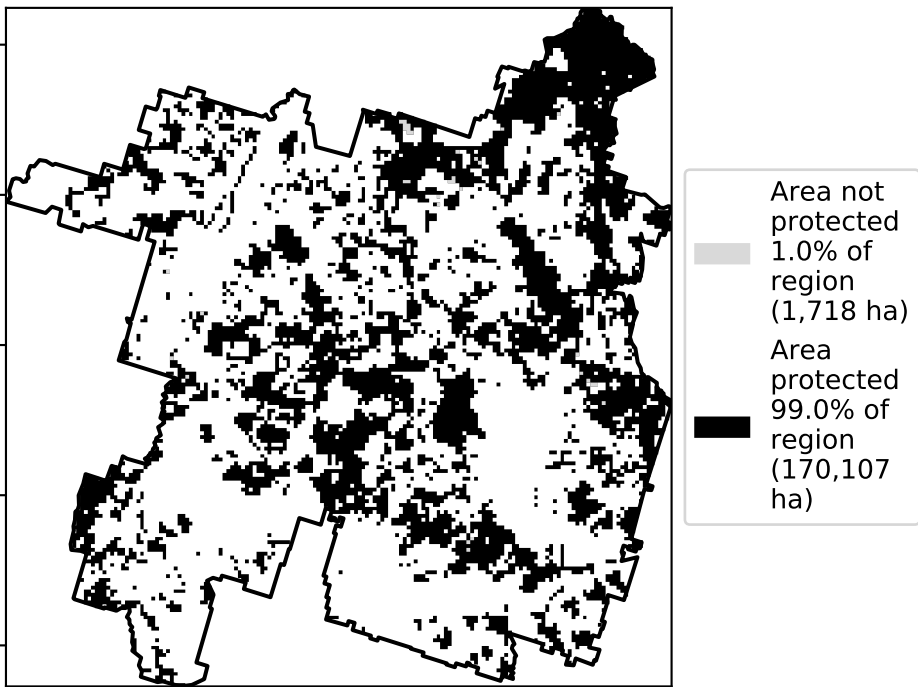 Area not
protected
1.0% of
region
(1,718 ha)
Area
protected
99.0% of
region
(170,107
ha)